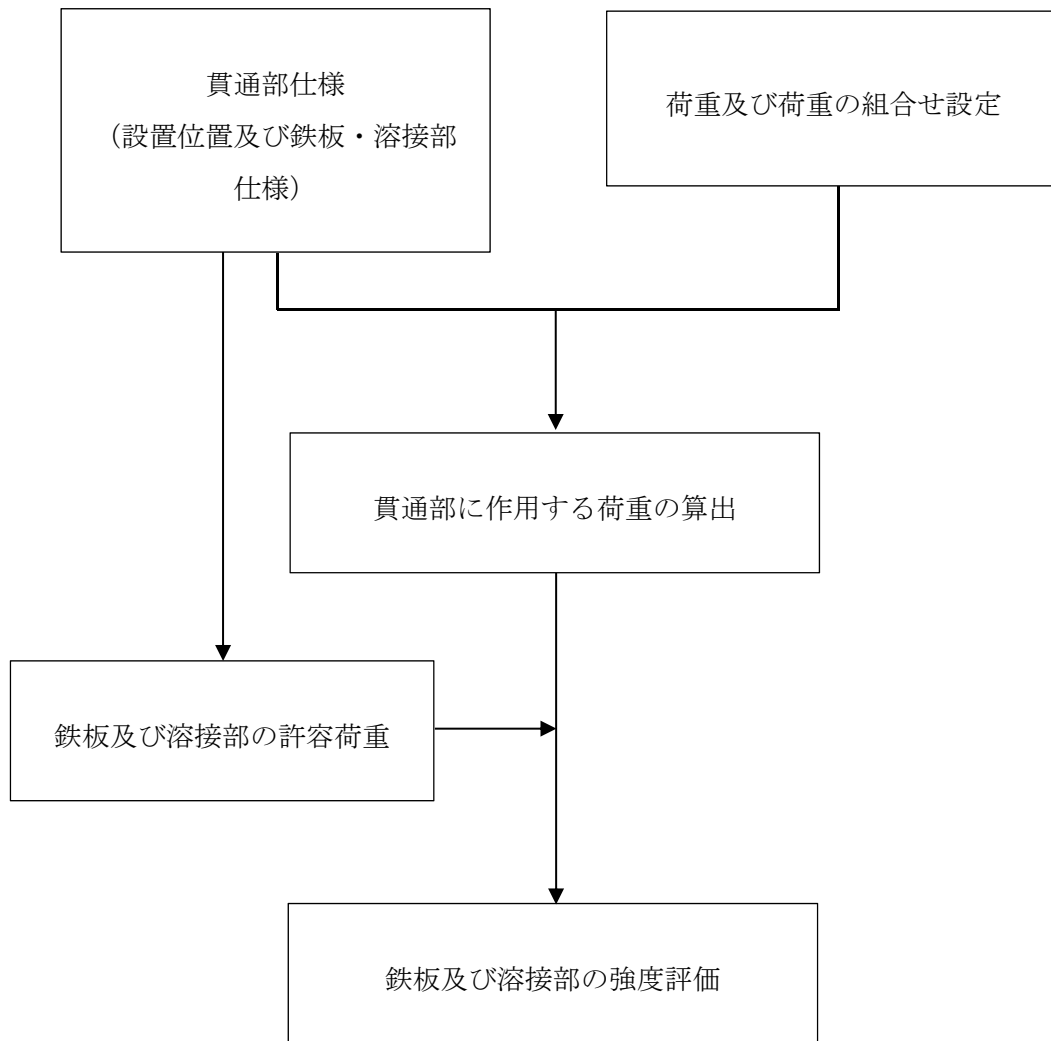 貫通部仕様
（設置位置及び鉄板・溶接部
仕様）
荷重及び荷重の組合せ設定
貫通部に作用する荷重の算出
鉄板及び溶接部の許容荷重
鉄板及び溶接部の強度評価